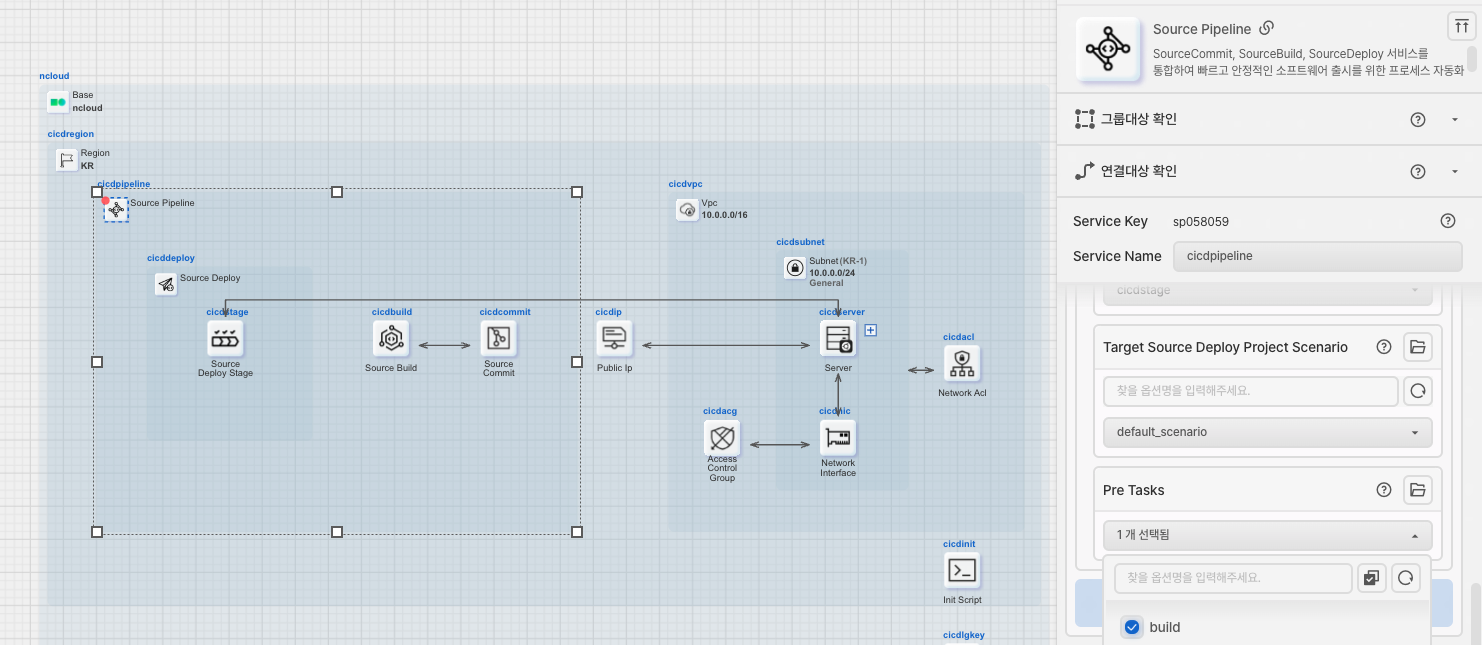 ncloud
Base
ncloud
cicdregion
Region
KR
cicdpipeline
Source Pipeline
cicddeploy
Source Deploy
cicdstage
Source
Deploy Stage
cicdbuild
Source Build
cicdcommit
Source
Commit
cicdip
Public Ip
cicdvpc
Vpc
10.0.0.0/16
cicdsubnet
Subnet(KR-1)
10.0.0.0/24
General
cicdserver
Server
cicdacl
Network Acl
cicdacg
Access
Control
Group
cicdnic
Network
Interface
cicdinit
Init Script
cicdlgkey
Source Pipeline
SourceCommit, SourceBuild, SourceDeploy 서비스를
통합하여 빠르고 안정적인 소프트웨어 출시를 위한 프로세스 자동화
그룹대상 확인
연결대상 확인
Service Key sp058059
Service Name cicdpipeline
cicdstage
Target Source Deploy Project Scenario
찾을 옵션명을 입력해주세요.
default_scenario
Pre Tasks
1 개 선택됨
찾을 옵션명을 입력해주세요.
build